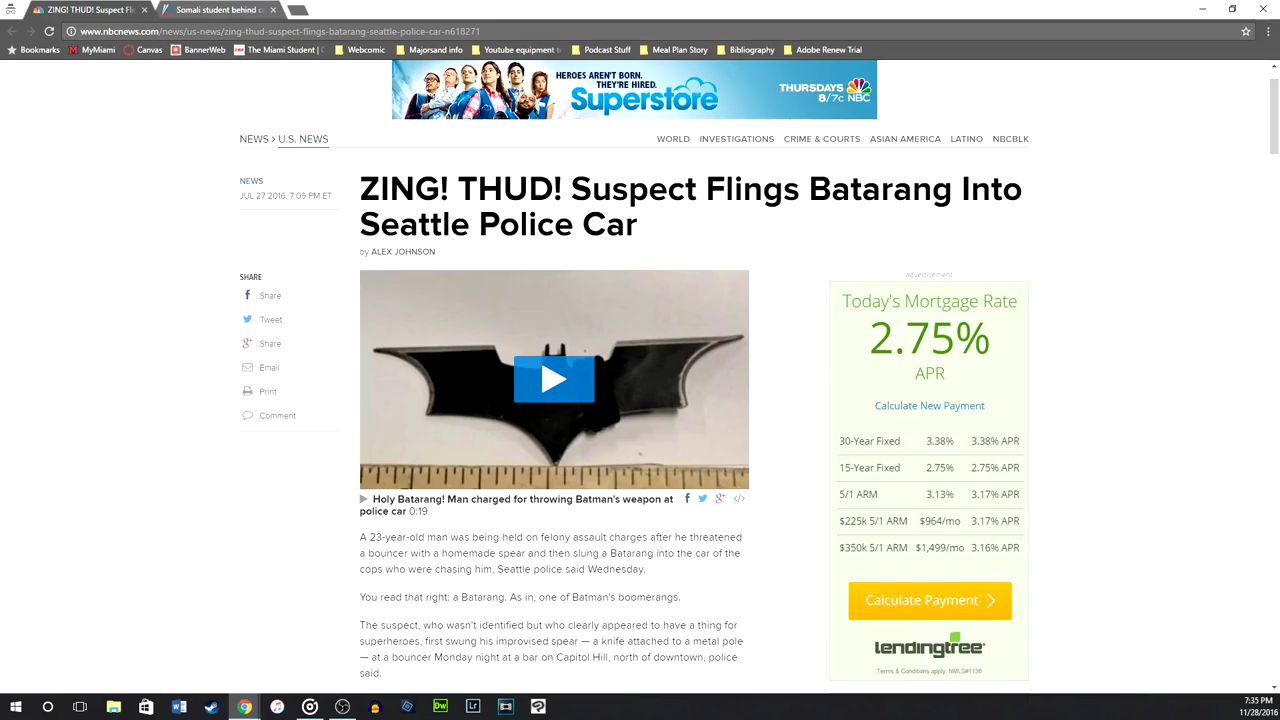 ZING! THUD! Suspect Fli
Somali student behind c
www.nbcnews.com/news/us-news/zing-thud-suspect-flings-batarang-seattle-police-car-n618271
Bookmarks MyMiami Canvas BannerWeb The Miami Student | Webcomic Majorsand info Youtube equipment t Podcast Stuff Meal Plan Story Bibliography Adobe Renew Trial
HEROES AREN'T BORN.
THEY'RE HIRED.
Superstore
THURSDAYS
8/7c NBC
NEWS > U.S. NEWS
WORLD INVESTIGATIONS CRIME & COURTS ASIAN AMERICA LATINO NBCBLK
NEWS
JUL 27 2016, 7:09 PM ET
ZING! THUD! Suspect Flings Batarang Into
Seattle Police Car
by ALEX JOHNSON
SHARE
Share
Tweet
Share
Email
Print
Comment
Holy Batarang! Man charged for throwing Batman's weapon at
police car 0:19
A 23-year-old man was being held on felony assault charges after he threatened
a bouncer with a homemade spear and then slung a Batarang into the car of the
cops who were chasing him, Seattle police said Wednesday.
You read that right: a Batarang. As in, one of Batman's boomerangs.
The suspect, who wasn't identified but who clearly appeared to have a thing for
superheroes, first swung his improvised spear — a knife attached to a metal pole
— at a bouncer Monday night at a bar on Capitol Hill, north of downtown, police
said.
advertisement
Today's Mortgage Rate
2.75%
APR
Calculate New Payment
30-Year Fixed 3.38% 3.38% APR
15-Year Fixed 2.75% 2.75% APR
5/1 ARM 3.13% 3.17% APR
$225k 5/1 ARM $964/mo 3.17% APR
$350k 5/1 ARM $1,499/mo 3.16% APR
Calculate Payment
lendingtree
Terms & Conditions apply. NMLS#1136
7:35 PM
11/28/2016